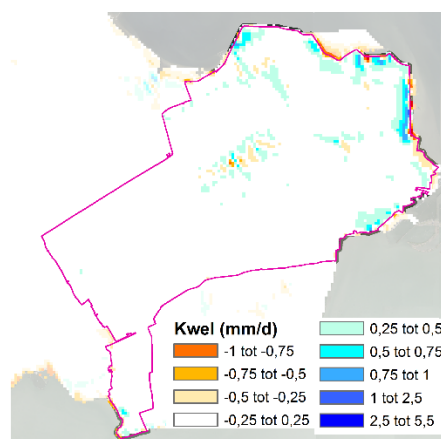 Kwel (mm/d)
-1 tot -0,75
-0,75 tot -0,5
-0,5 tot -0,25
-0,25 tot 0,25
0,25 tot 0,5
0,5 tot 0,75
0,75 tot 1
1 tot 2,5
2,5 tot 5,5